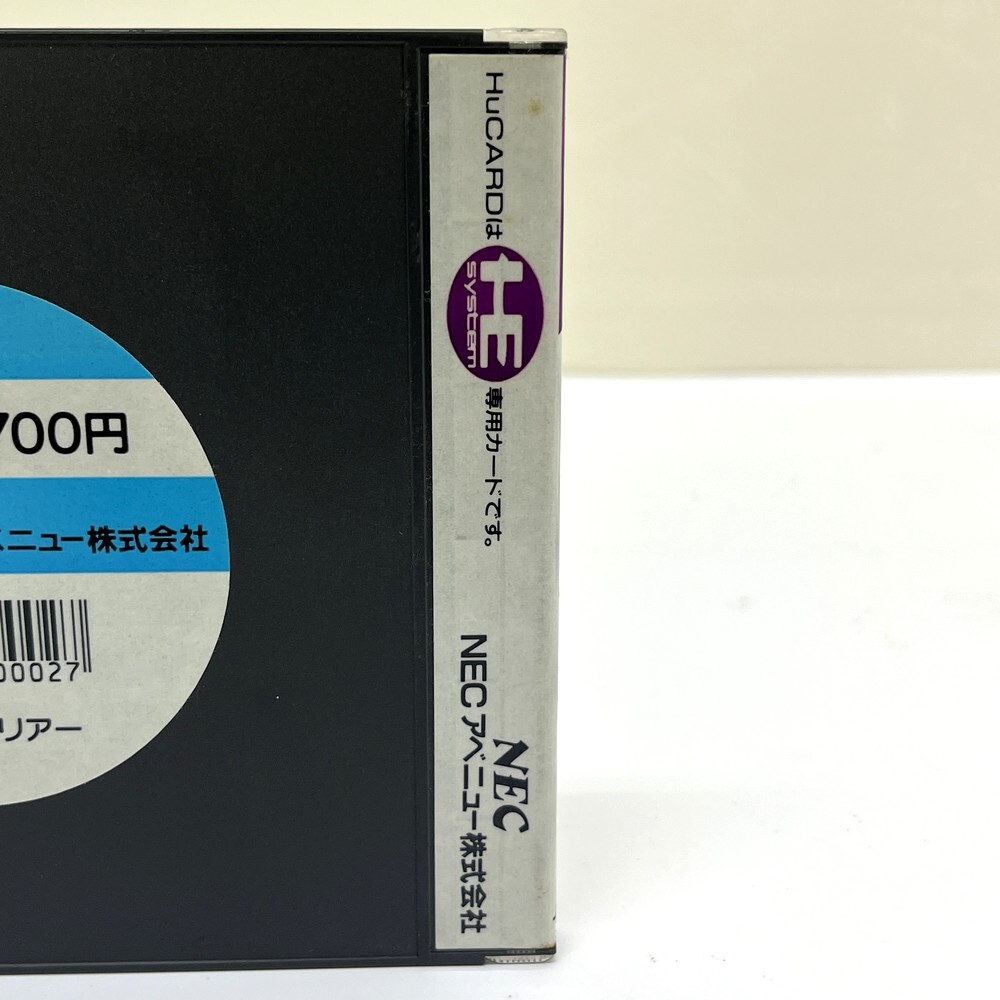 700円
ニュー株式会社
00027
リアー
HuCARDは
HE
system
専用カードです。
NEC
NECアベニュー株式会社